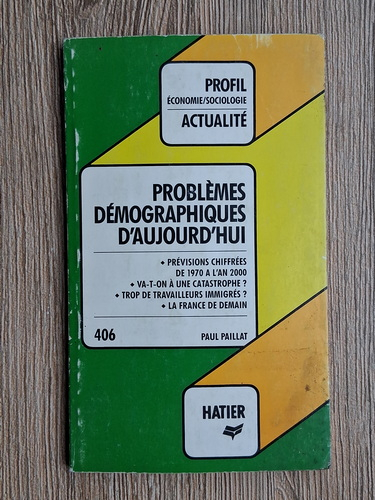 PROFIL
ÉCONOMIE/SOCIOLOGIE
ACTUALITÉ
PROBLÈMES
DÉMOGRAPHIQUES
D'AUJOURD'HUI
✦ PRÉVISIONS CHIFFRÉES
DE 1970 A L'AN 2000
✦ VA-T-ON À UNE CATASTROPHE ?
✦ TROP DE TRAVAILLEURS IMMIGRÉS ?
✦ LA FRANCE DE DEMAIN
406 PAUL PAILLAT
HATIER